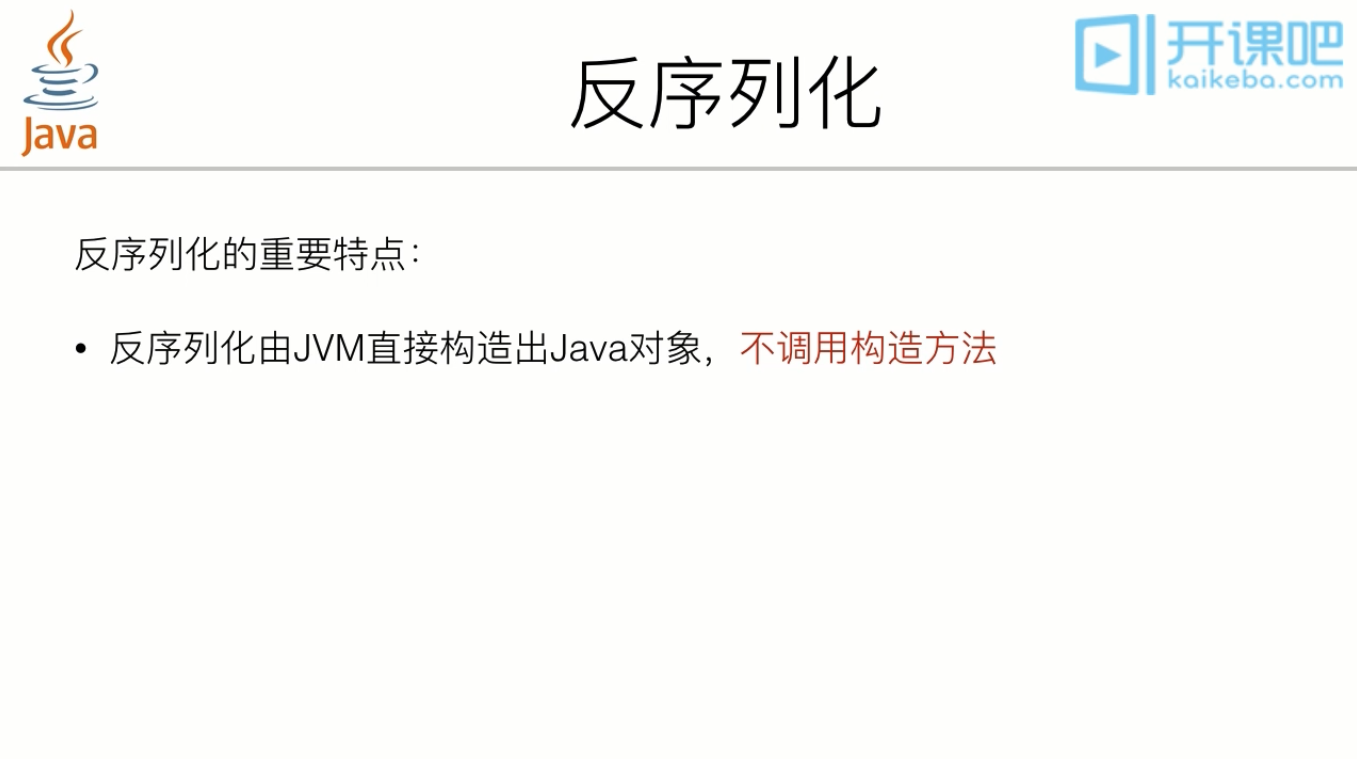 Java
反序列化
开课吧
kaikeba.com
反序列化的重要特点：
• 反序列化由JVM直接构造出Java对象，不调用构造方法